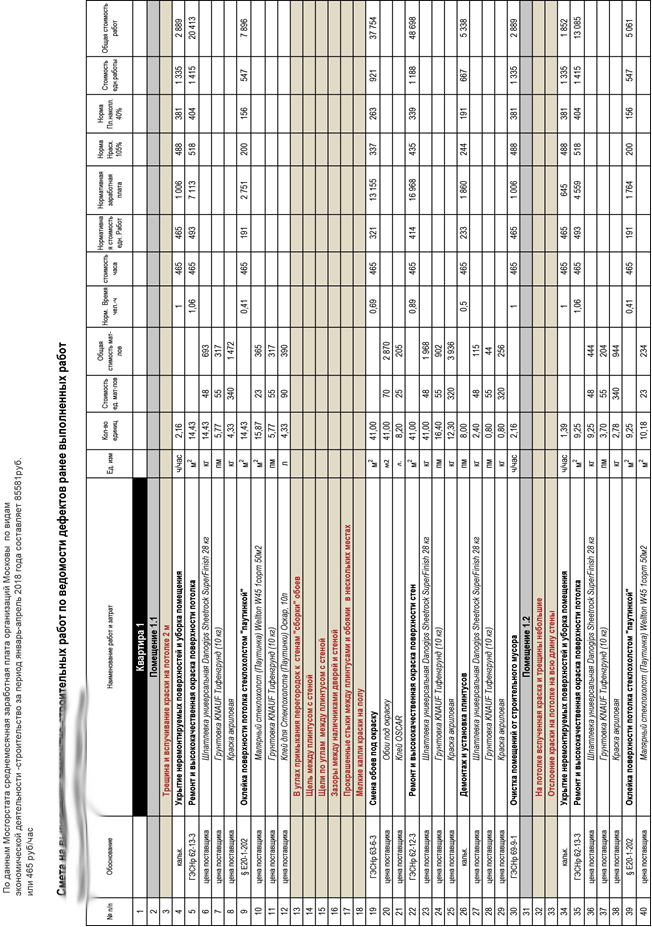 По данным Мосгорстата среднемесячная заработная плата организаций Московы по видам
экономической деятельности -строительство за период январь-апрель 2018 года составляет 85581руб.
или 465 руб/час
строительных работ по ведомости дефектов ранее выполненных работ
№ п/п Обоснование Наименование работ и затрат Ед. изм Кол-во единиц Стоимость ед. мат-лов Общая стимость мат-лов Норм. Время чел.-ч стоимость часа Нормативная стоимость едн. Работ Нормативная заработная плата Норма Нрасх. 105% Норма Пл.накопл. 40% Стоимость едн работы Общая стоимость работ
1 Квартира 1
2 Помещение 1.1
3 Трещина и вспучивание краски на потолке 2 м
4 кальк. Укрытие неремонтируемых поверхностей и уборка помещения ч/час 2,16 1 465 465 1 006 488 381 1 335 2 889
5 ГЭСНр 62-13-3 Ремонт и высококачественная окраска поверхности потолка м² 14,43 1,06 465 493 7 113 518 404 1 415 20 413
6 цена поставщика Шпатлевка универсальная Danogips Sheetrock SuperFinish 28 кг кг 14,43 48 693
7 цена поставщика Грунтовка KNAUF Тифенгрунд (10 кг) пм 5,77 55 317
8 цена поставщика Краска акриловая кг 4,33 340 1 472
9 § Е20-1-202 Оклейка поверхности потолка стеклохолстом "паутинкой" м² 14,43 0,41 465 191 2 751 200 156 547 7 896
10 цена поставщика Малярный стеклохолст (Паутинка) Wellton W45 1сорт 50м2 м² 15,87 23 365
11 цена поставщика Грунтовка KNAUF Тифенгрунд (10 кг) пм 5,77 55 317
12 цена поставщика Клей для Стеклохолста (Паутинки) Оскар. 10л л 4,33 90 390
13 В углах примыкания перегородок к стенам "сборки" обоев
14 Щель между плинтусом с стеной
15 Щели по углам между плинтусом с стеной
16 Зазоры между наличниками дверей и стеной
17 Прокрашенные стыки между плинтусами и обоями в нескольких местах
18 Мелкие капли краски на полу
19 ГЭСНр 63-6-3 Смена обоев под окраску м² 41,00 0,69 465 321 13 155 337 263 921 37 754
20 цена поставщика Обои под окраску м2 41,00 70 2 870
21 цена поставщика Клей OSCAR л. 8,20 25 205
22 ГЭСНр 62-12-3 Ремонт и высококачественная окраска поверхности стен м² 41,00 0,89 465 414 16 968 435 339 1 188 48 698
23 цена поставщика Шпатлевка универсальная Danogips Sheetrock SuperFinish 28 кг кг 41,00 48 1 968
24 цена поставщика Грунтовка KNAUF Тифенгрунд (10 кг) пм 16,40 55 902
25 цена поставщика Краска акриловая кг 12,30 320 3 936
26 цена поставщика Демонтаж и установка плинтусов пм 8,00 0,5 465 233 1 860 244 191 667 5 338
27 цена поставщика Шпатлевка универсальная Danogips Sheetrock SuperFinish 28 кг кг 2,40 48 115
28 цена поставщика Грунтовка KNAUF Тифенгрунд (10 кг) пм 0,80 55 44
29 цена поставщика Краска акриловая кг 0,80 320 256
30 ГЭСНр 69-9-1 Очистка помещений от строительного мусора ч/час 2,16 1 465 465 1 006 488 381 1 335 2 889
31 Помещение 1.2
32 На потолке вспученная краска и трещины небольшие
33 Отслоение краски на потолке на всю длину стены
34 кальк. Укрытие неремонтируемых поверхностей и уборка помещения ч/час 1,39 1 465 465 645 488 381 1 335 1 852
35 ГЭСНр 62-13-3 Ремонт и высококачественная окраска поверхности потолка м² 9,25 1,06 465 493 4 559 518 404 1 415 13 085
36 цена поставщика Шпатлевка универсальная Danogips Sheetrock SuperFinish 28 кг кг 9,25 48 444
37 цена поставщика Грунтовка KNAUF Тифенгрунд (10 кг) пм 3,70 55 204
38 цена поставщика Краска акриловая кг 2,78 340 944
39 § Е20-1-202 Оклейка поверхности потолка стеклохолстом "паутинкой" м² 9,25 0,41 465 191 1 764 200 156 547 5 061
40 цена поставщика Малярный стеклохолст (Паутинка) Wellton W45 1сорт 50м2 м² 10,18 23 234